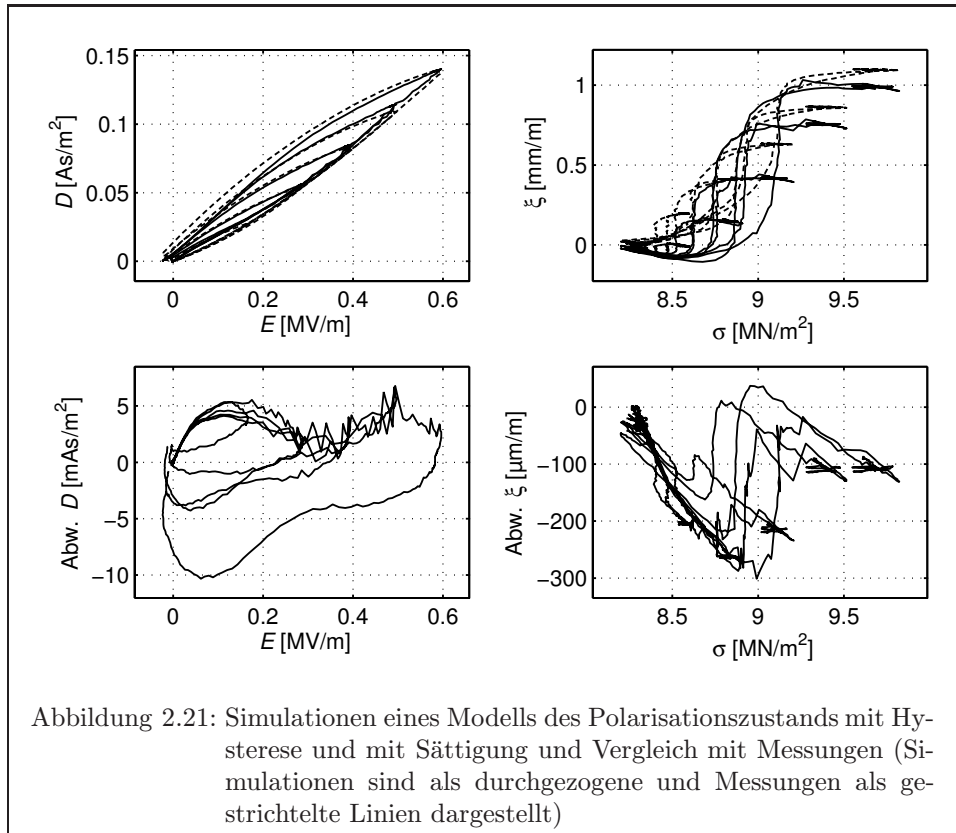 0.15
0.1
0.05
0
D [As/m²]
0 0.2 0.4 0.6
E [MV/m]
1
0.5
0
ξ [mm/m]
8.5 9 9.5
σ [MN/m²]
5
0
−5
−10
Abw. D [mAs/m²]
0 0.2 0.4 0.6
E [MV/m]
0
−100
−200
−300
Abw. ξ [µm/m]
8.5 9 9.5
σ [MN/m²]
Abbildung 2.21: Simulationen eines Modells des Polarisationszustands mit Hy-
sterese und mit Sättigung und Vergleich mit Messungen (Si-
mulationen sind als durchgezogene und Messungen als ge-
strichtelte Linien dargestellt)